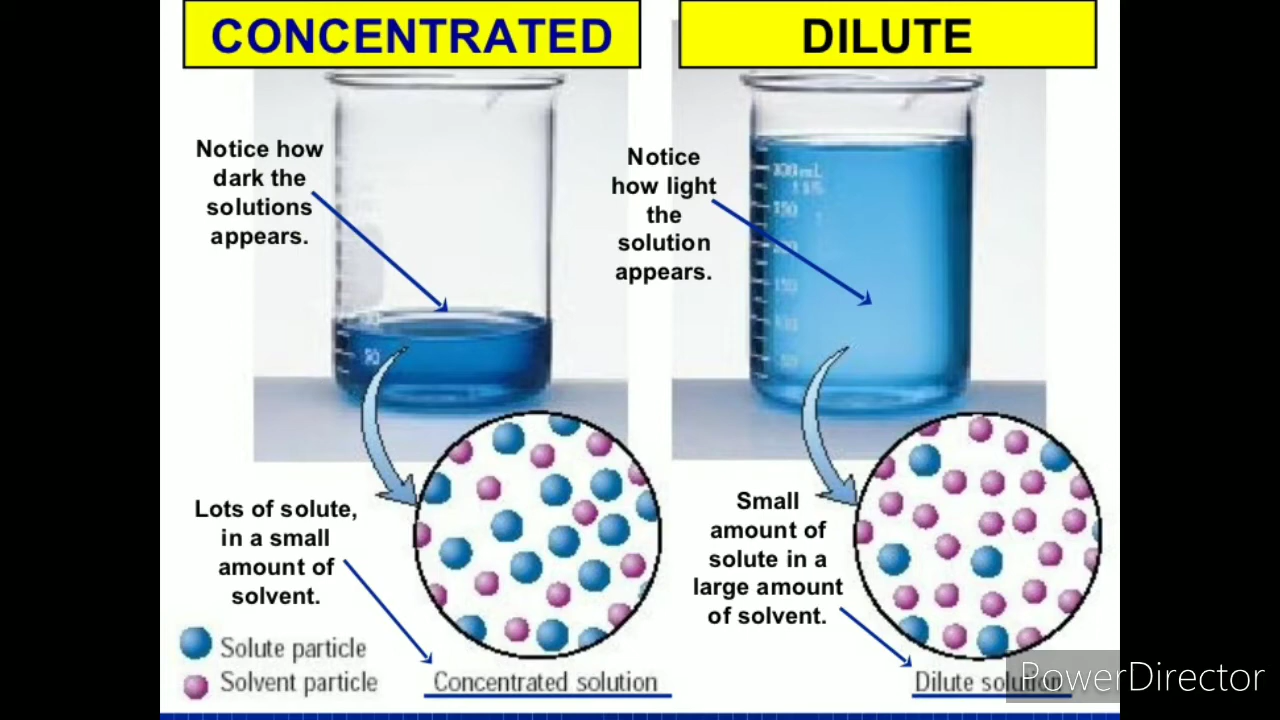 CONCENTRATED
DILUTE
Notice how
dark the
solutions
appears.
Notice
how light
the
solution
appears.
50
Lots of solute,
in a small
amount of
solvent.
Small
amount of
solute in a
large amount
of solvent.
Solute particle
Solvent particle
Concentrated solution
Dilute solution
PowerDirector